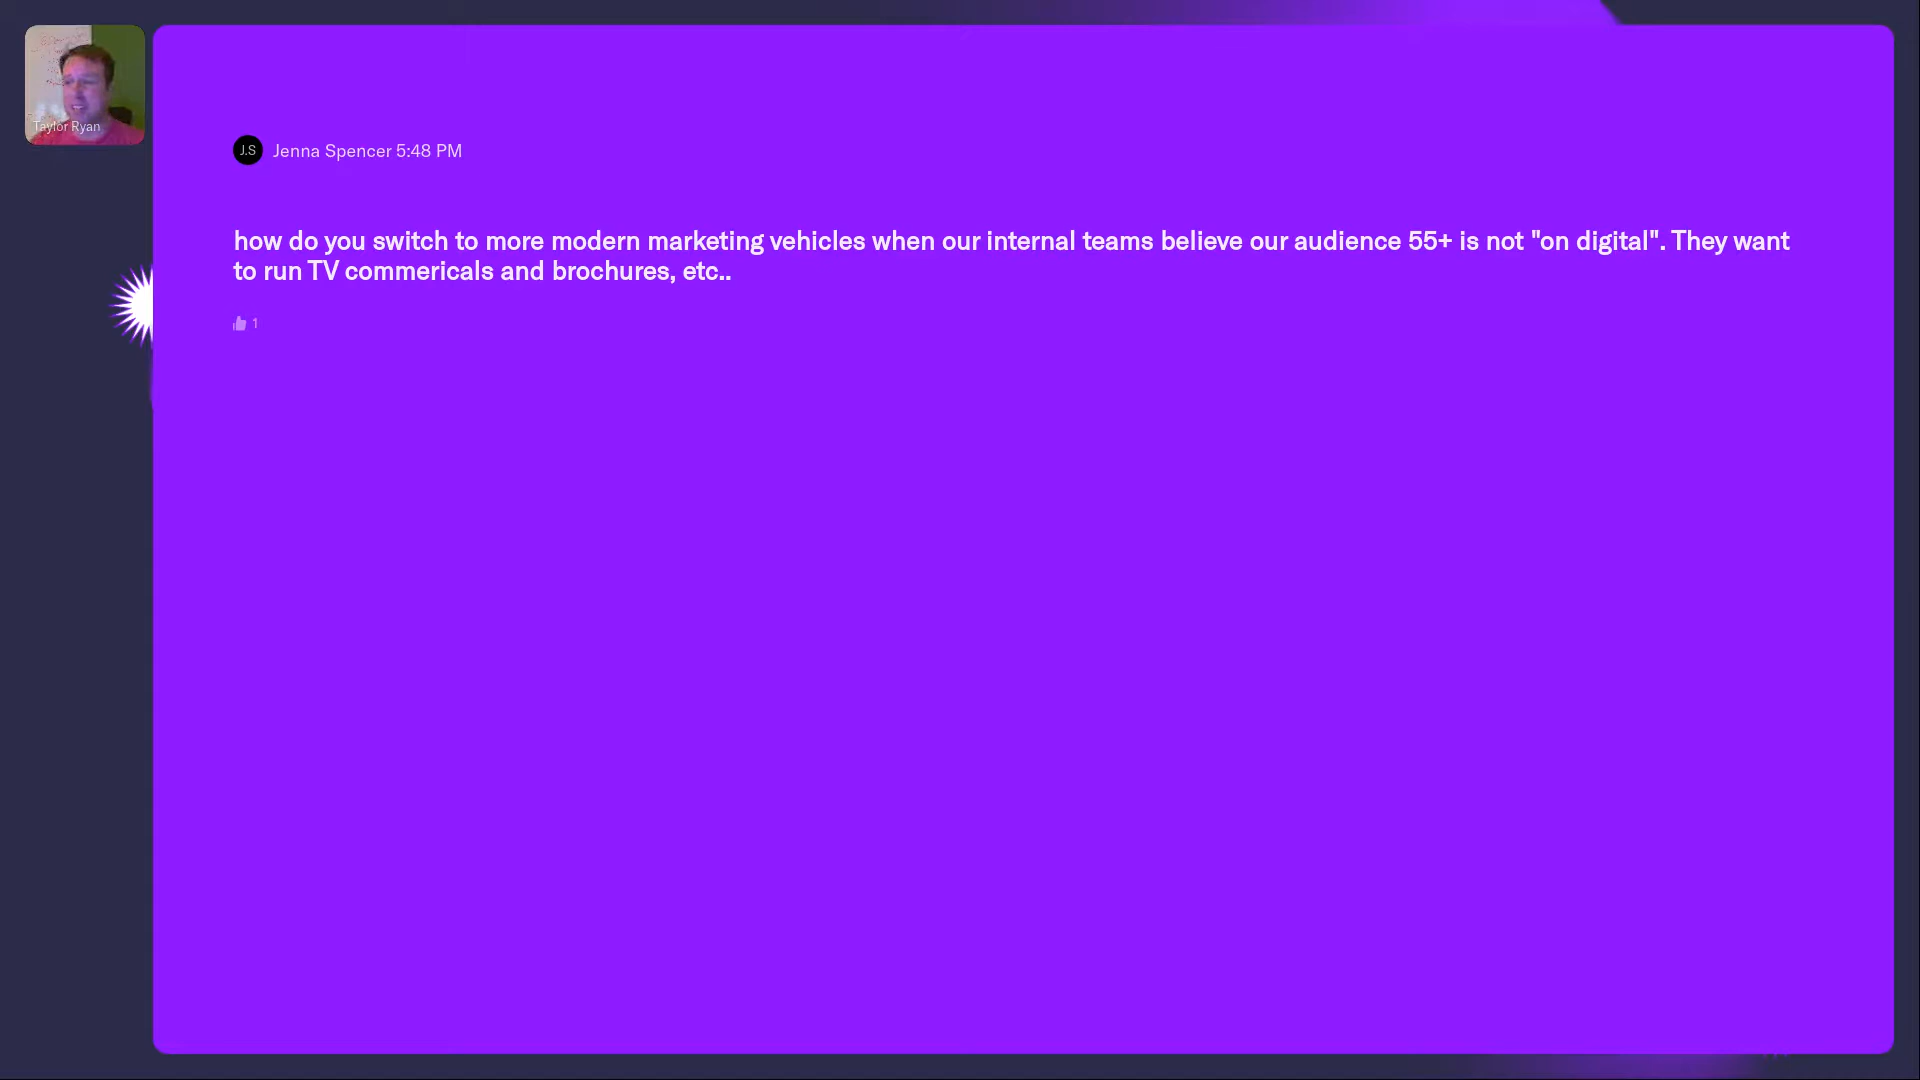 Taylor Ryan
J.S
Jenna Spencer 5:48 PM
how do you switch to more modern marketing vehicles when our internal teams believe our audience 55+ is not "on digital". They want
to run TV commericals and brochures, etc..
1